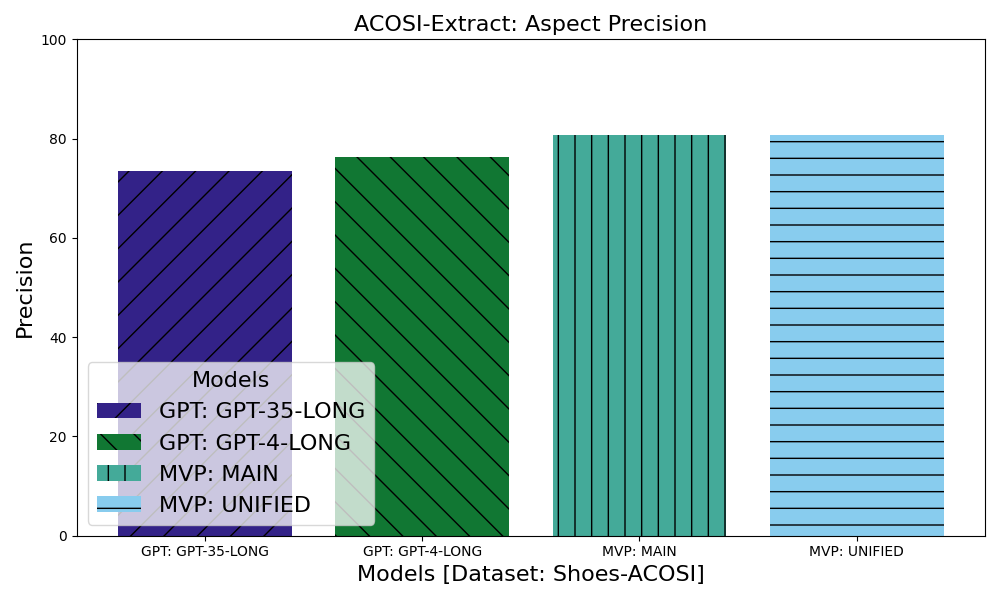 ACOSI-Extract: Aspect Precision
100
80
60
40
20
0
Precision
Models
GPT: GPT-35-LONG
GPT: GPT-4-LONG
MVP: MAIN
MVP: UNIFIED
GPT: GPT-35-LONG
GPT: GPT-4-LONG
MVP: MAIN
MVP: UNIFIED
Models [Dataset: Shoes-ACOSI]